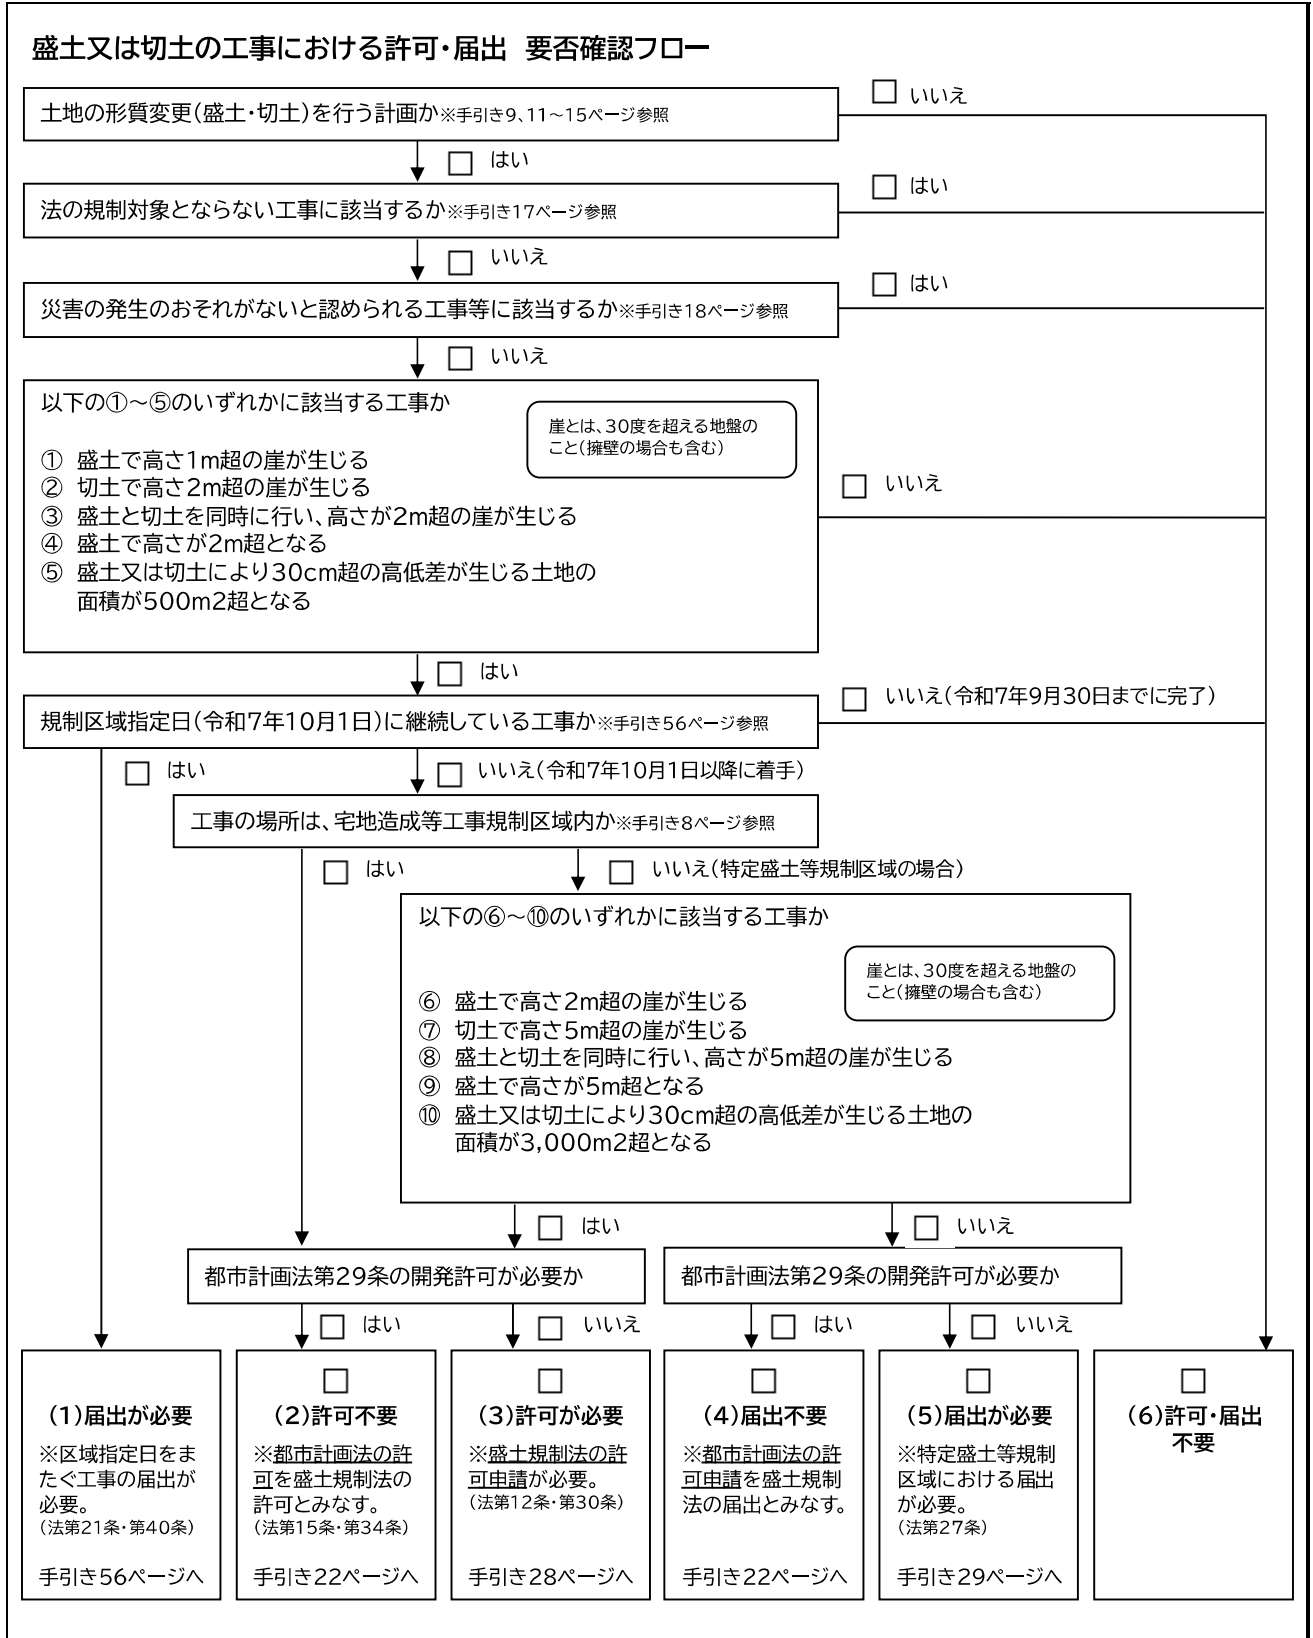 盛土又は切土の工事における許可・届出　要否確認フロー
土地の形質変更(盛土・切土)を行う計画か※手引き9、11～15ページ参照
いいえ
はい
法の規制対象とならない工事に該当するか※手引き17ページ参照
はい
いいえ
災害の発生のおそれがないと認められる工事等に該当するか※手引き18ページ参照
はい
いいえ
以下の①～⑤のいずれかに該当する工事か
崖とは、30度を超える地盤の
こと(擁壁の場合も含む)
① 盛土で高さ1m超の崖が生じる
② 切土で高さ2m超の崖が生じる
③ 盛土と切土を同時に行い、高さが2m超の崖が生じる
④ 盛土で高さが2m超となる
⑤ 盛土又は切土により30cm超の高低差が生じる土地の
面積が500m2超となる
いいえ
はい
規制区域指定日(令和7年10月1日)に継続している工事か※手引き56ページ参照
いいえ(令和7年9月30日までに完了)
はい
いいえ(令和7年10月1日以降に着手)
工事の場所は、宅地造成等工事規制区域内か※手引き8ページ参照
はい
いいえ(特定盛土等規制区域の場合)
以下の⑥～⑩のいずれかに該当する工事か
崖とは、30度を超える地盤の
こと(擁壁の場合も含む)
⑥ 盛土で高さ2m超の崖が生じる
⑦ 切土で高さ5m超の崖が生じる
⑧ 盛土と切土を同時に行い、高さが5m超の崖が生じる
⑨ 盛土で高さが5m超となる
⑩ 盛土又は切土により30cm超の高低差が生じる土地の
面積が3,000m2超となる
はい
いいえ
都市計画法第29条の開発許可が必要か
都市計画法第29条の開発許可が必要か
はい
いいえ
はい
いいえ
(1)届出が必要
※区域指定日をま
たぐ工事の届出が
必要。
(法第21条・第40条)
手引き56ページへ
(2)許可不要
※都市計画法の許
可を盛土規制法の
許可とみなす。
(法第15条・第34条)
手引き22ページへ
(3)許可が必要
※盛土規制法の許
可申請が必要。
(法第12条・第30条)
手引き28ページへ
(4)届出不要
※都市計画法の許
可申請を盛土規制
法の届出とみなす。
手引き22ページへ
(5)届出が必要
※特定盛土等規制
区域における届出
が必要。
(法第27条)
手引き29ページへ
(6)許可・届出
不要